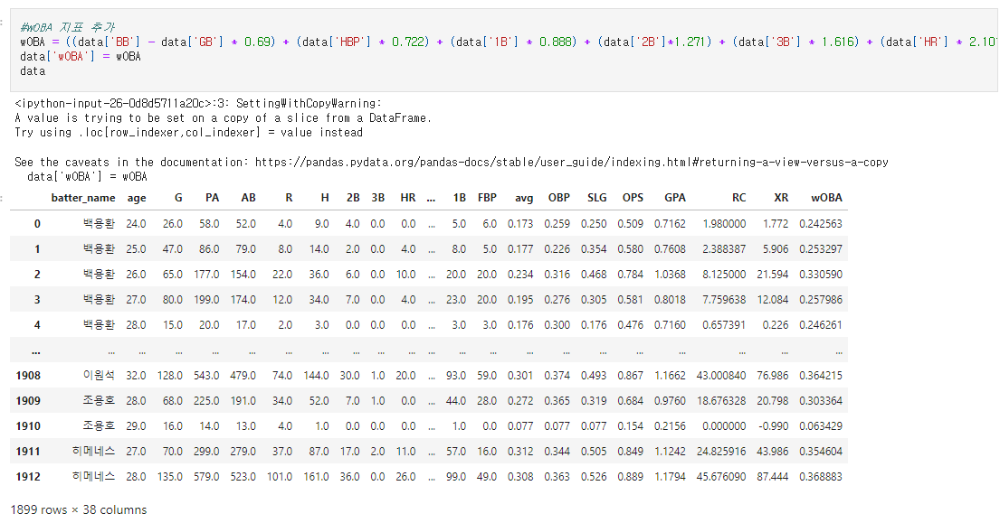 #wOBA 지표 추가
wOBA = ((data['BB'] - data['GB'] * 0.69) + (data['HBP'] * 0.722) + (data['1B'] * 0.888) + (data['2B']*1.271) + (data['3B'] * 1.616) + (data['HR'] * 2.10
data['wOBA'] = wOBA
data
<ipython-input-26-0d8d5711a20c>:3: SettingWithCopyWarning:
A value is trying to be set on a copy of a slice from a DataFrame.
Try using .loc[row_indexer,col_indexer] = value instead
See the caveats in the documentation: https://pandas.pydata.org/pandas-docs/stable/user_guide/indexing.html#returning-a-view-versus-a-copy
data['wOBA'] = wOBA
batter_name age G PA AB R H 2B 3B HR ... 1B FBP avg OBP SLG OPS GPA RC XR wOBA
0 백용환 24.0 26.0 58.0 52.0 4.0 9.0 4.0 0.0 0.0 ... 5.0 6.0 0.173 0.259 0.250 0.509 0.7162 1.980000 1.772 0.242563
1 백용환 25.0 47.0 86.0 79.0 8.0 14.0 2.0 0.0 4.0 ... 8.0 5.0 0.177 0.226 0.354 0.580 0.7608 2.388387 5.906 0.253297
2 백용환 26.0 65.0 177.0 154.0 22.0 36.0 6.0 0.0 10.0 ... 20.0 20.0 0.234 0.316 0.468 0.784 1.0368 8.125000 21.594 0.330590
3 백용환 27.0 80.0 199.0 174.0 12.0 34.0 7.0 0.0 4.0 ... 23.0 20.0 0.195 0.276 0.305 0.581 0.8018 7.759638 12.084 0.257986
4 백용환 28.0 15.0 20.0 17.0 2.0 3.0 0.0 0.0 0.0 ... 3.0 3.0 0.176 0.300 0.176 0.476 0.7160 0.657391 0.226 0.246261
... ... ... ... ... ... ... ... ... ... ... ... ... ... ... ... ... ... ... ... ... ...
1908 이원석 32.0 128.0 543.0 479.0 74.0 144.0 30.0 1.0 20.0 ... 93.0 59.0 0.301 0.374 0.493 0.867 1.1662 43.000840 76.986 0.364215
1909 조용호 28.0 68.0 225.0 191.0 34.0 52.0 7.0 1.0 0.0 ... 44.0 28.0 0.272 0.365 0.319 0.684 0.9760 18.676328 20.798 0.303364
1910 조용호 29.0 16.0 14.0 13.0 4.0 1.0 0.0 0.0 0.0 ... 1.0 0.0 0.077 0.077 0.077 0.154 0.2156 0.000000 -0.990 0.063429
1911 히메네스 27.0 70.0 299.0 279.0 37.0 87.0 17.0 2.0 11.0 ... 57.0 16.0 0.312 0.344 0.505 0.849 1.1242 24.825916 43.986 0.354604
1912 히메네스 28.0 135.0 579.0 523.0 101.0 161.0 36.0 0.0 26.0 ... 99.0 49.0 0.308 0.363 0.526 0.889 1.1794 45.676090 87.444 0.368883
1899 rows × 38 columns